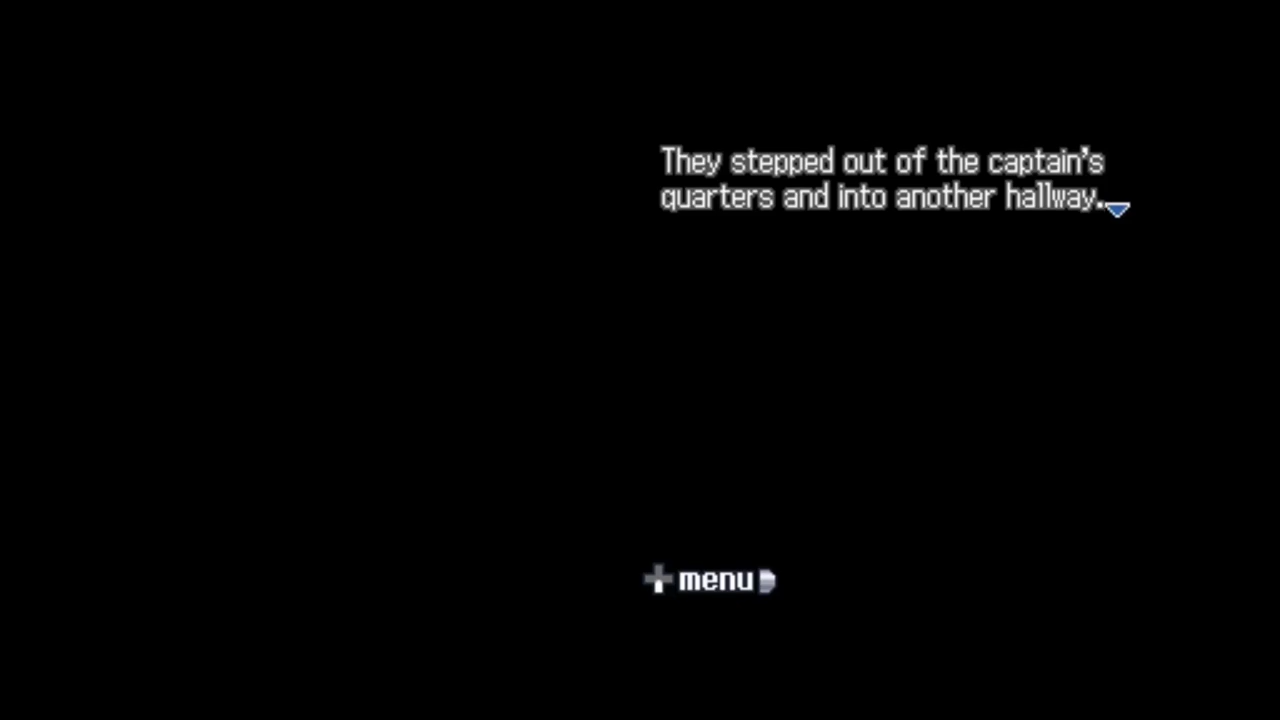 They stepped out of the captain's
quarters and into another hallway.
menu